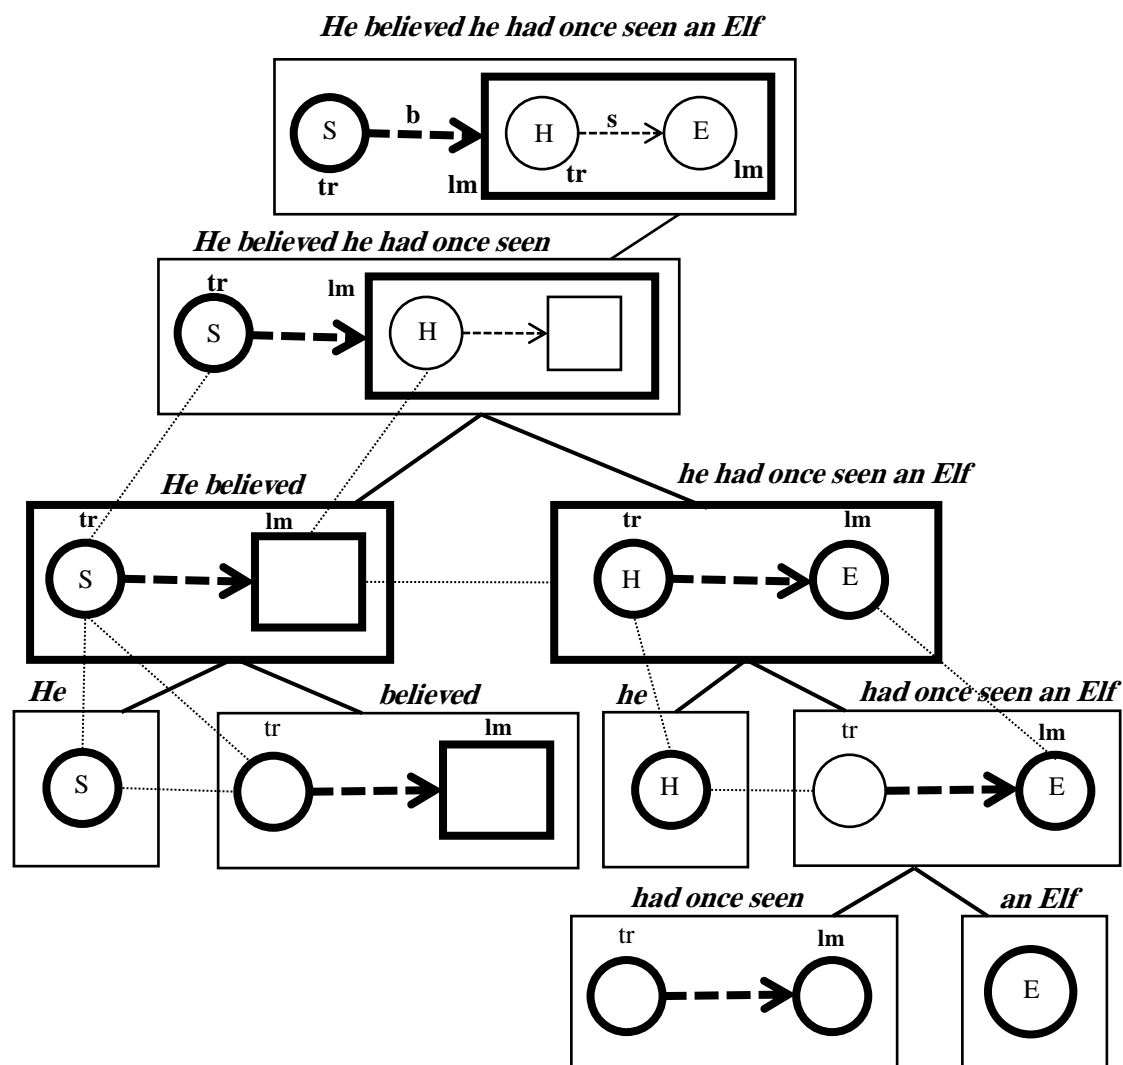 He believed he had once seen an Elf
S b H s E
tr lm tr lm
He believed he had once seen
tr lm
S H
He believed he had once seen an Elf
tr lm tr lm
S H E
He believed he had once seen an Elf
tr lm tr lm
S H E
had once seen an Elf
tr lm
E